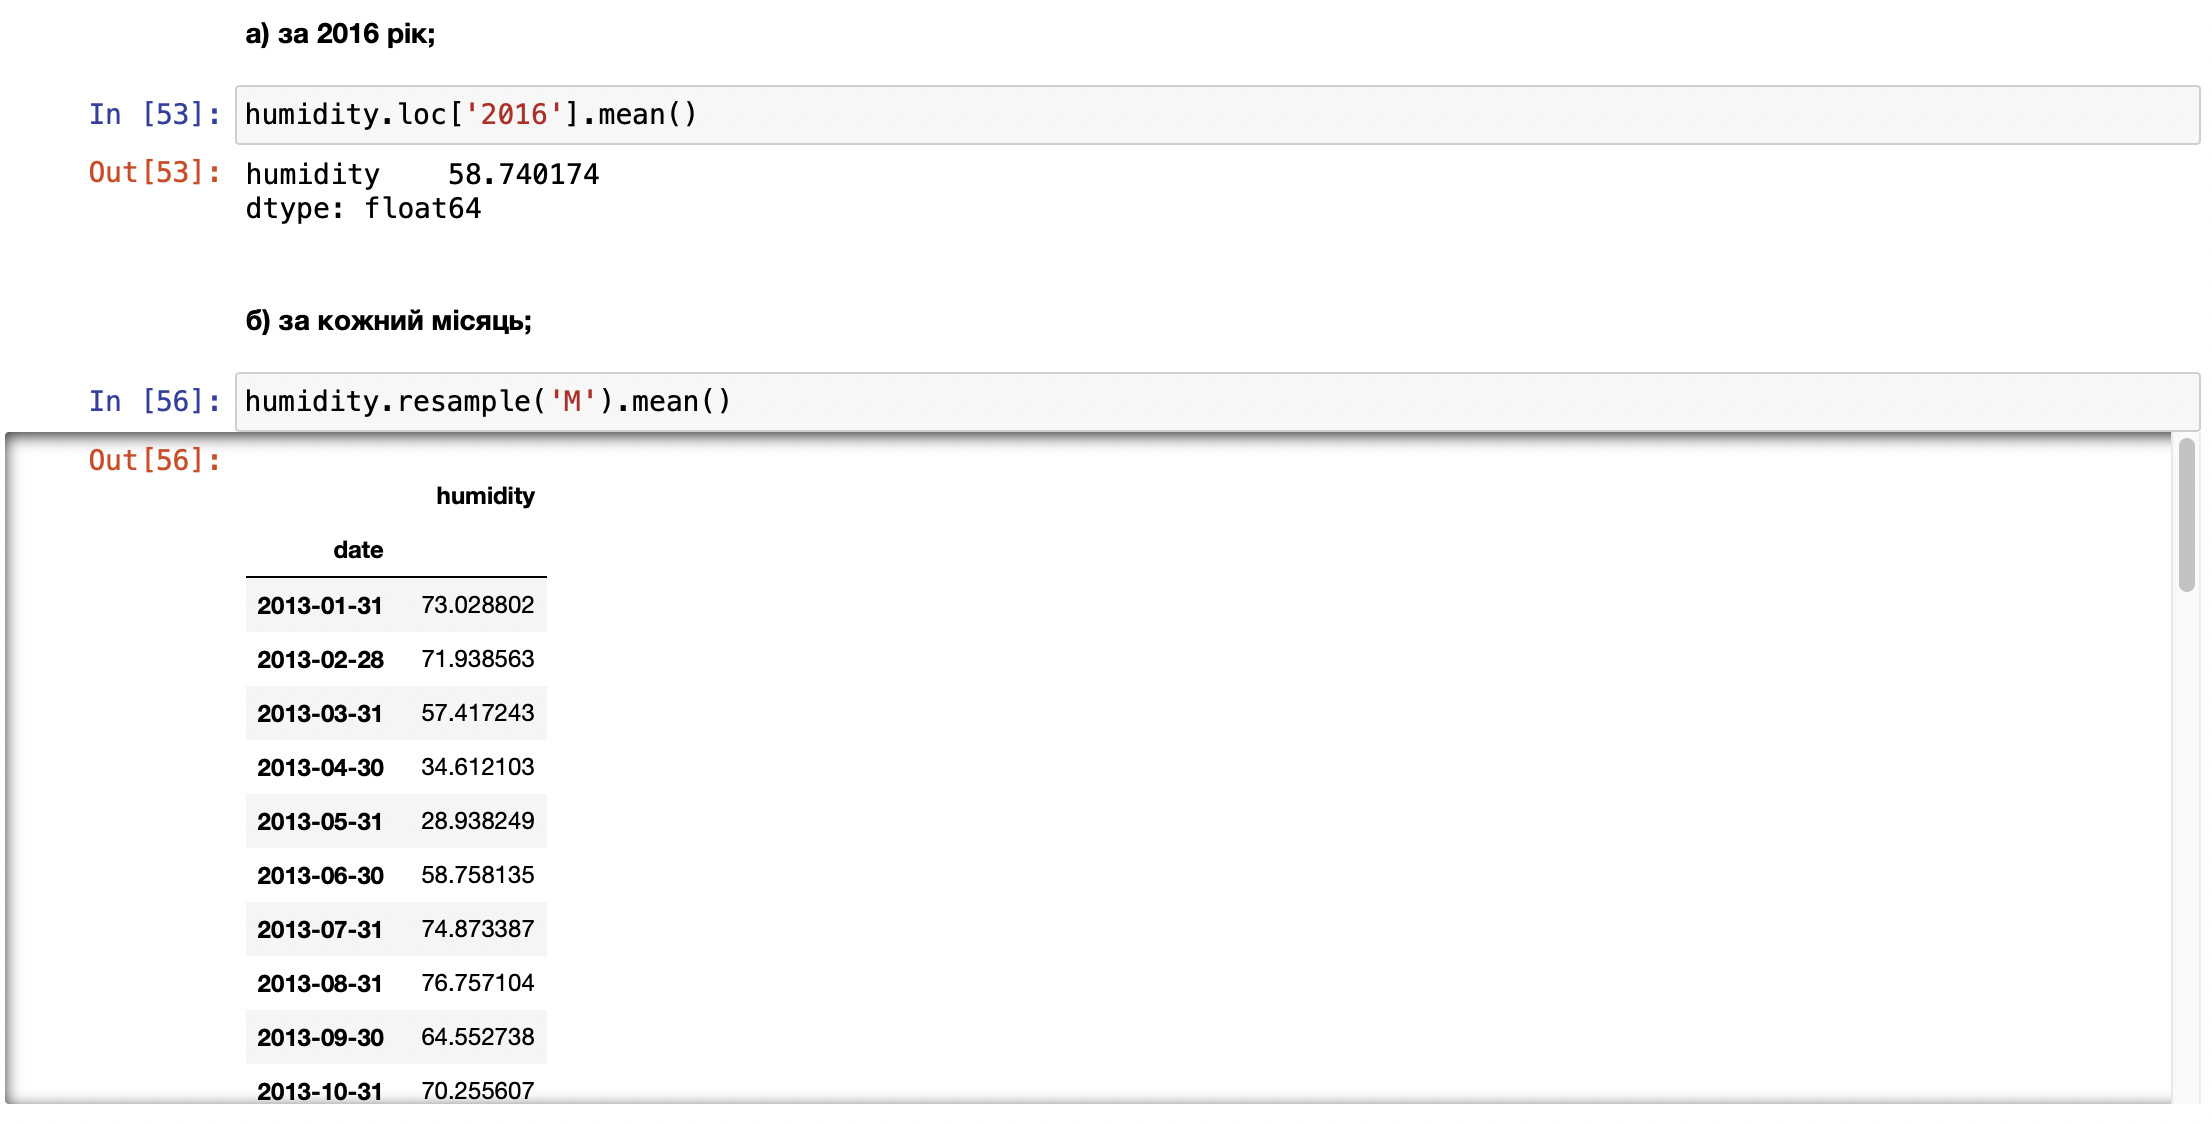 а) за 2016 рік;
In [53]: humidity.loc['2016'].mean()
Out[53]: humidity    58.740174
dtype: float64
б) за кожний місяць;
In [56]: humidity.resample('M').mean()
Out[56]:
humidity
date
2013-01-31 73.028802
2013-02-28 71.938563
2013-03-31 57.417243
2013-04-30 34.612103
2013-05-31 28.938249
2013-06-30 58.758135
2013-07-31 74.873387
2013-08-31 76.757104
2013-09-30 64.552738
2013-10-31 70.255607